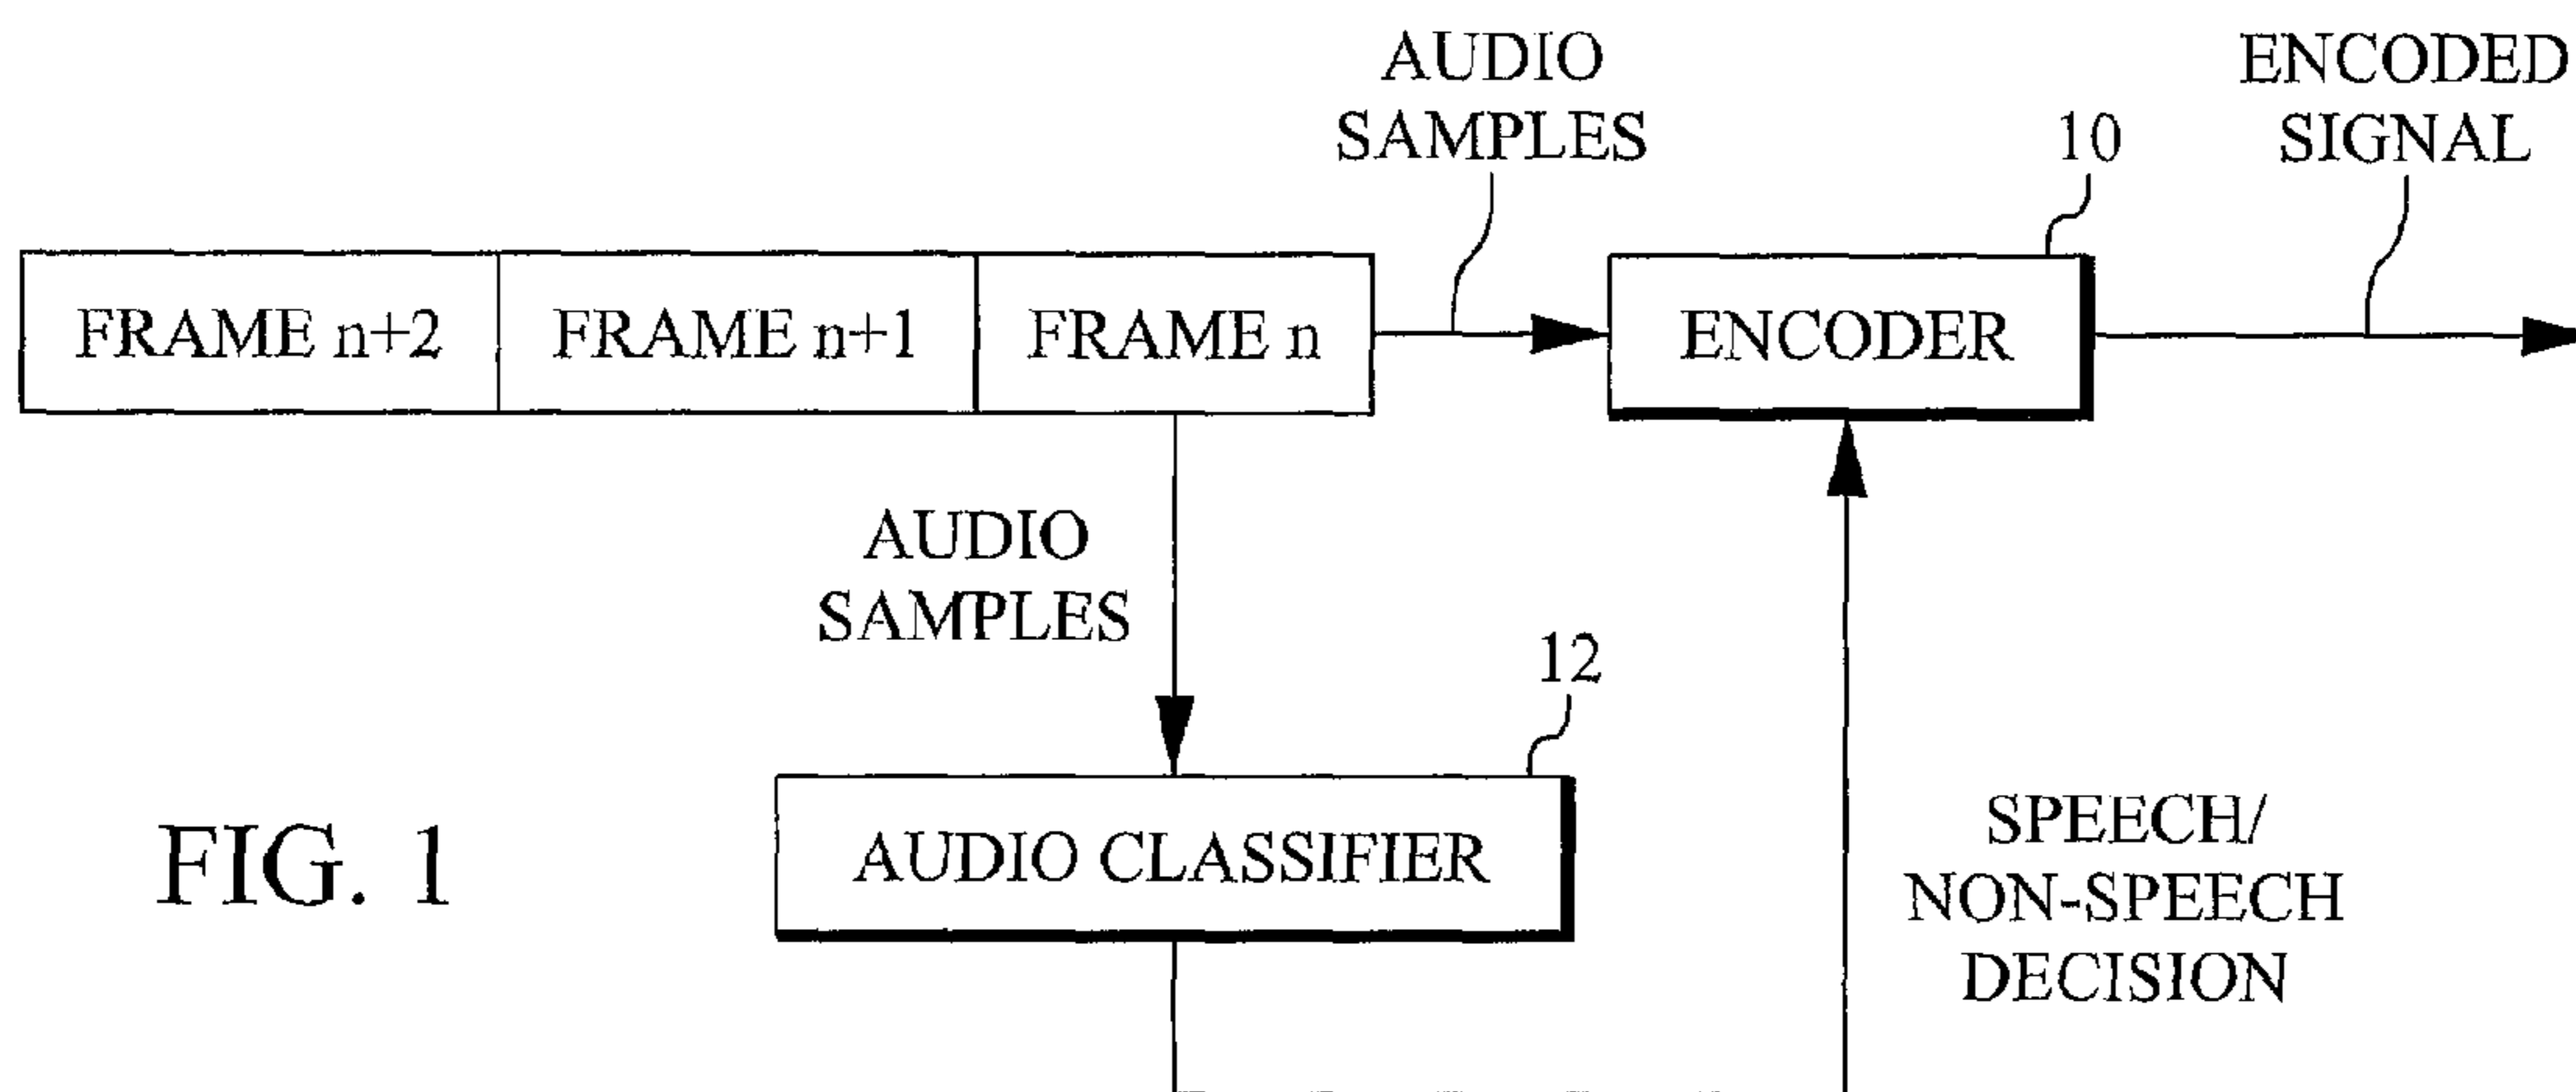 AUDIO
SAMPLES
ENCODED
SIGNAL
10
FRAME n+2
FRAME n+1
FRAME n
ENCODER
AUDIO
SAMPLES
12
AUDIO CLASSIFIER
SPEECH/
NON-SPEECH
DECISION
FIG. 1